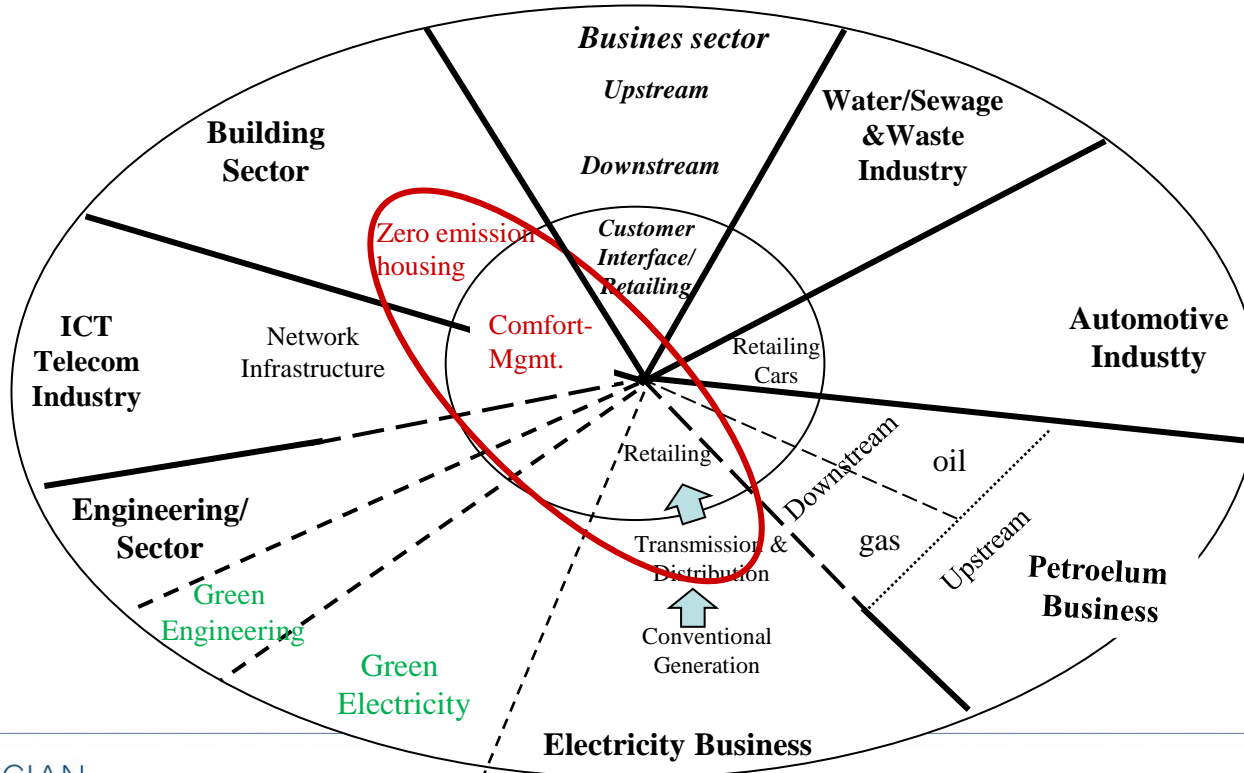 Busines sector
Upstream
Downstream
Customer
Interface/
Retailing
Water/Sewage
&Waste
Industry
Building
Sector
Zero emission
housing
Comfort-
Mgmt.
ICT
Telecom
Industry
Network
Infrastructure
Retailing
Cars
Automotive
Industty
Retailing
Downstream
oil
gas
Upstream
Petroelum
Business
Engineering/
Sector
Green
Engineering
Green
Electricity
Transmission &
Distribution
Conventional
Generation
Electricity Business